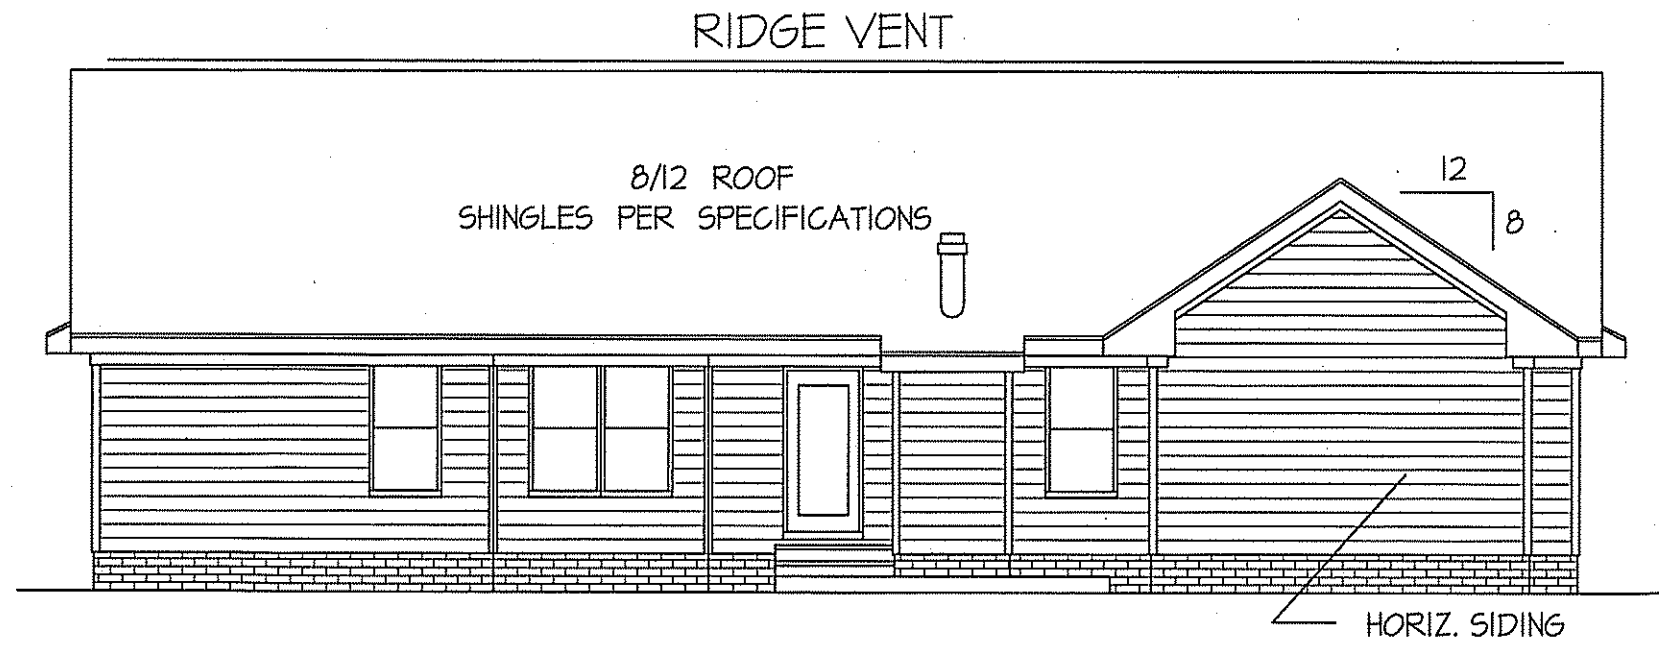 RIDGE VENT
8/12 ROOF
SHINGLES PER SPECIFICATIONS
12
8
HORIZ. SIDING